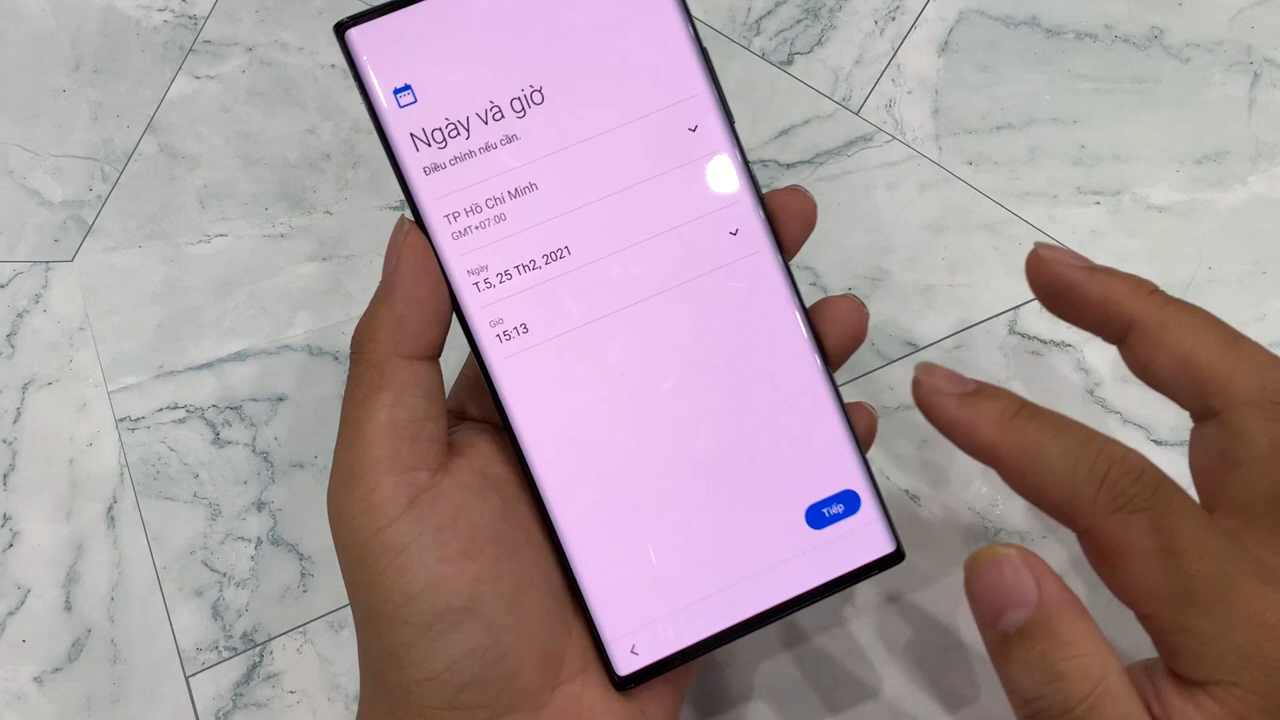 Ngày và giờ
Điều chỉnh nếu cần.
TP Hồ Chí Minh
GMT+07:00
Ngày
T.5, 25 Th2, 2021
Giờ
15:13
Tiếp